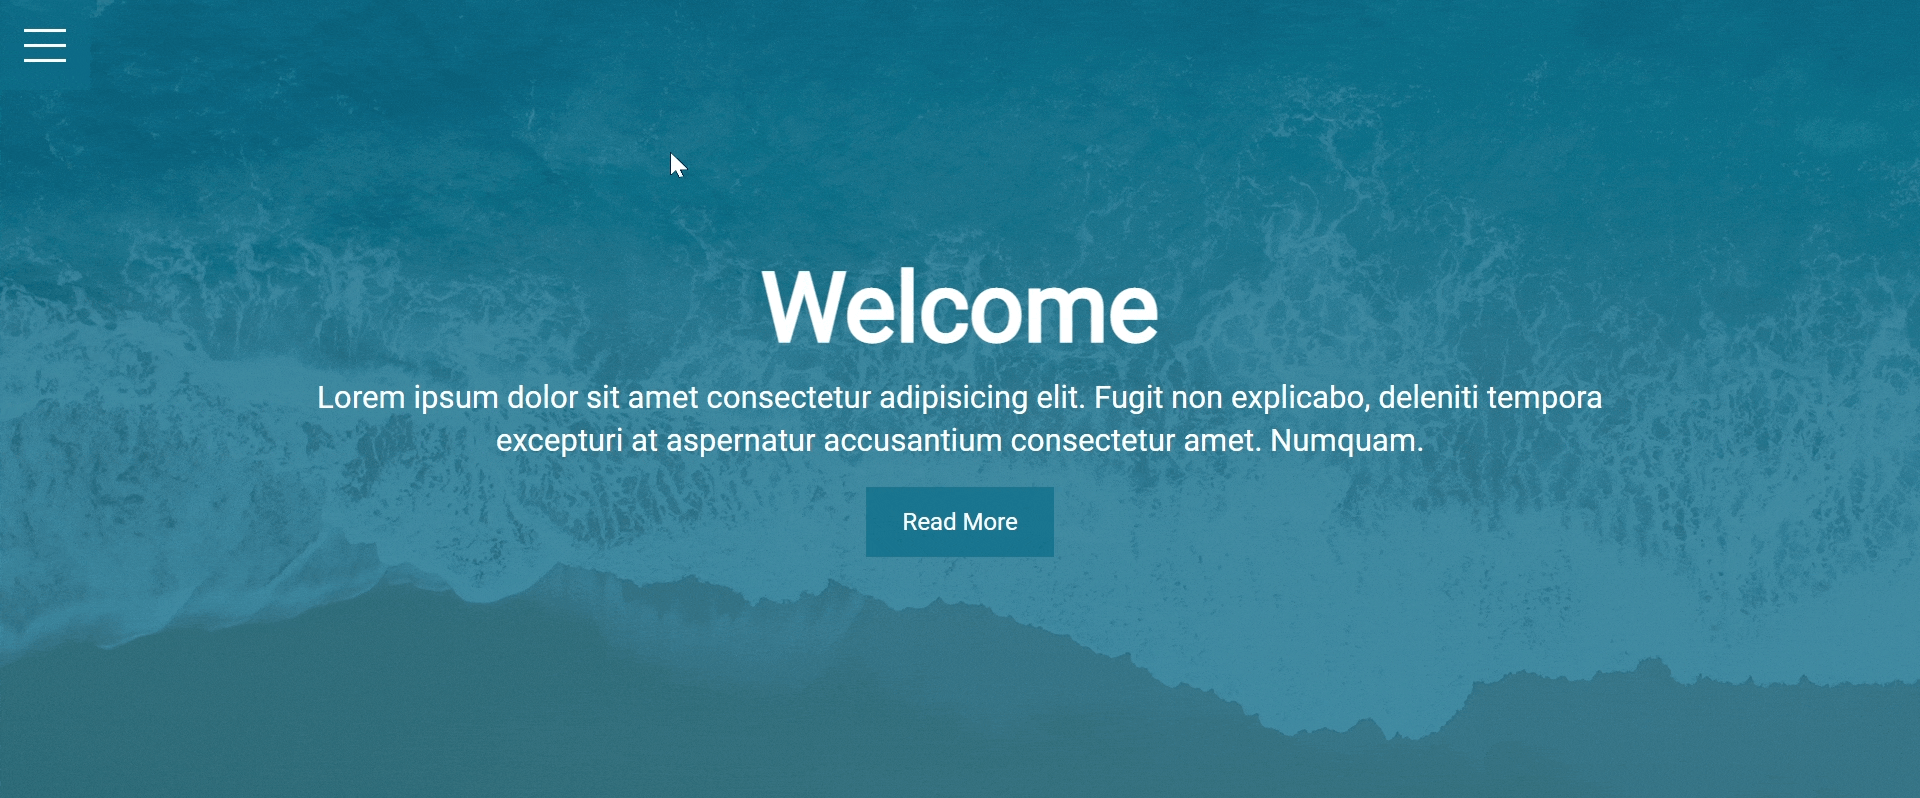 Welcome
Lorem ipsum dolor sit amet consectetur adipisicing elit. Fugit non explicabo, deleniti tempora
excepturi at aspernatur accusantium consectetur amet. Numquam.
Read More